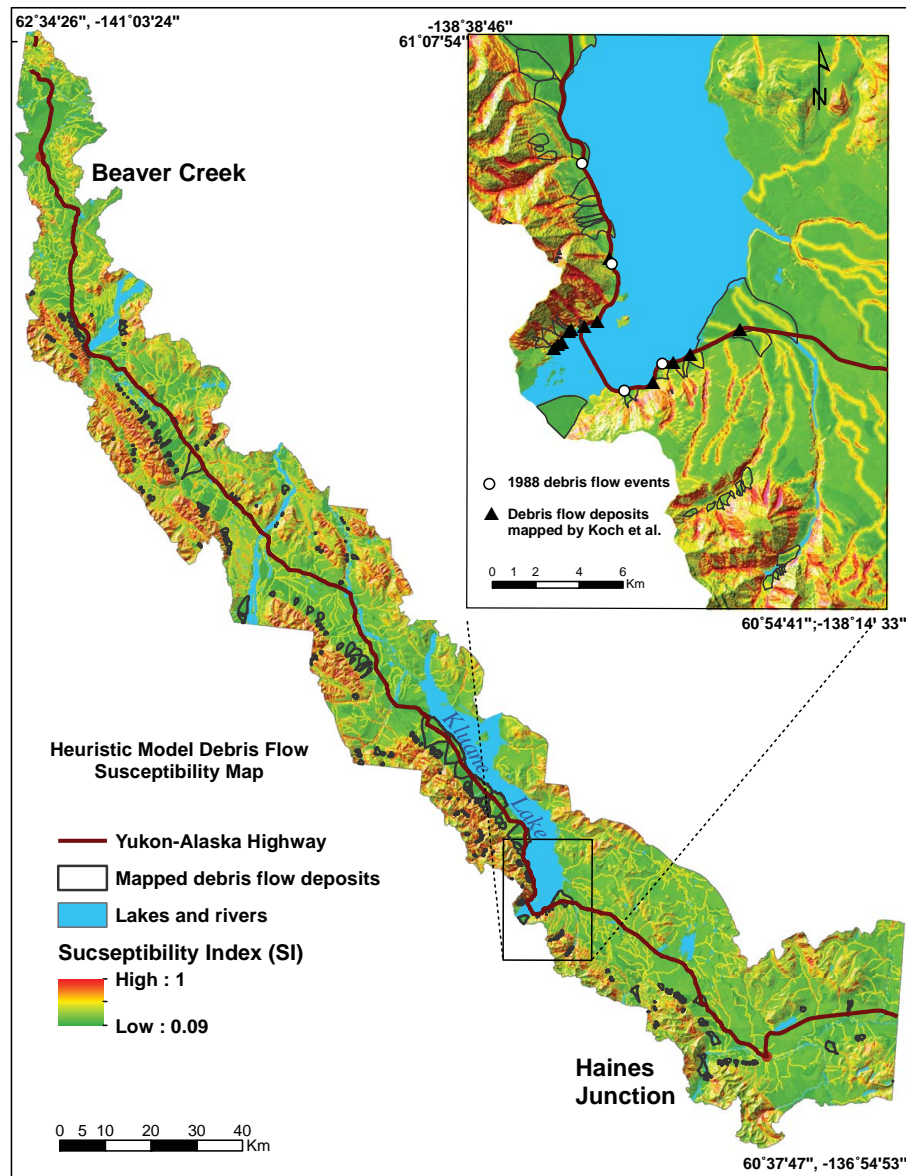 62˚34'26", -141˚03'24"
-138˚38'46"
61˚07'54"
N
Beaver Creek
1988 debris flow events
Debris flow deposits
mapped by Koch et al.
0 1 2 4 6
Km
60˚54'41";-138˚14' 33"
Kluane
Lake
Heuristic Model Debris Flow
Susceptibility Map
Yukon-Alaska Highway
Mapped debris flow deposits
Lakes and rivers
Sucseptibility Index (SI)
High : 1
Low : 0.09
Haines
Junction
0 5 10 20 30 40
Km
60˚37'47", -136˚54'53"